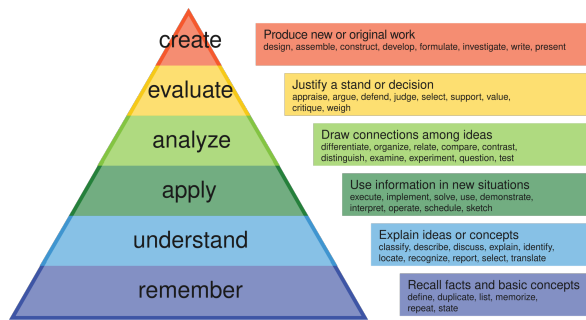 create
Produce new or original work
design, assemble, construct, develop, formulate, investigate, write, present
evaluate
Justify a stand or decision
appraise, argue, defend, judge, select, support, value,
critique, weigh
analyze
Draw connections among ideas
differentiate, organize, relate, compare, contrast,
distinguish, examine, experiment, question, test
apply
Use information in new situations
execute, implement, solve, use, demonstrate,
interpret, operate, schedule, sketch
understand
Explain ideas or concepts
classify, describe, discuss, explain, identify,
locate, recognize, report, select, translate
remember
Recall facts and basic concepts
define, duplicate, list, memorize,
repeat, state